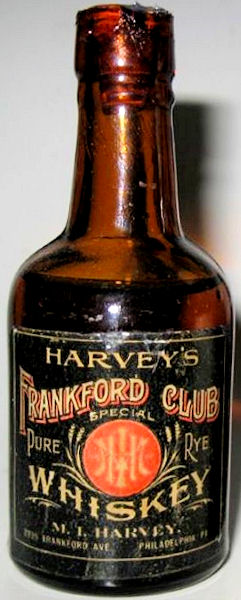 HARVEY'S
FRANKFORD CLUB
SPECIAL
PURE RYE
WHISKEY
M. I. HARVEY.
FRANKFORD AVE PHILADELPHIA PA